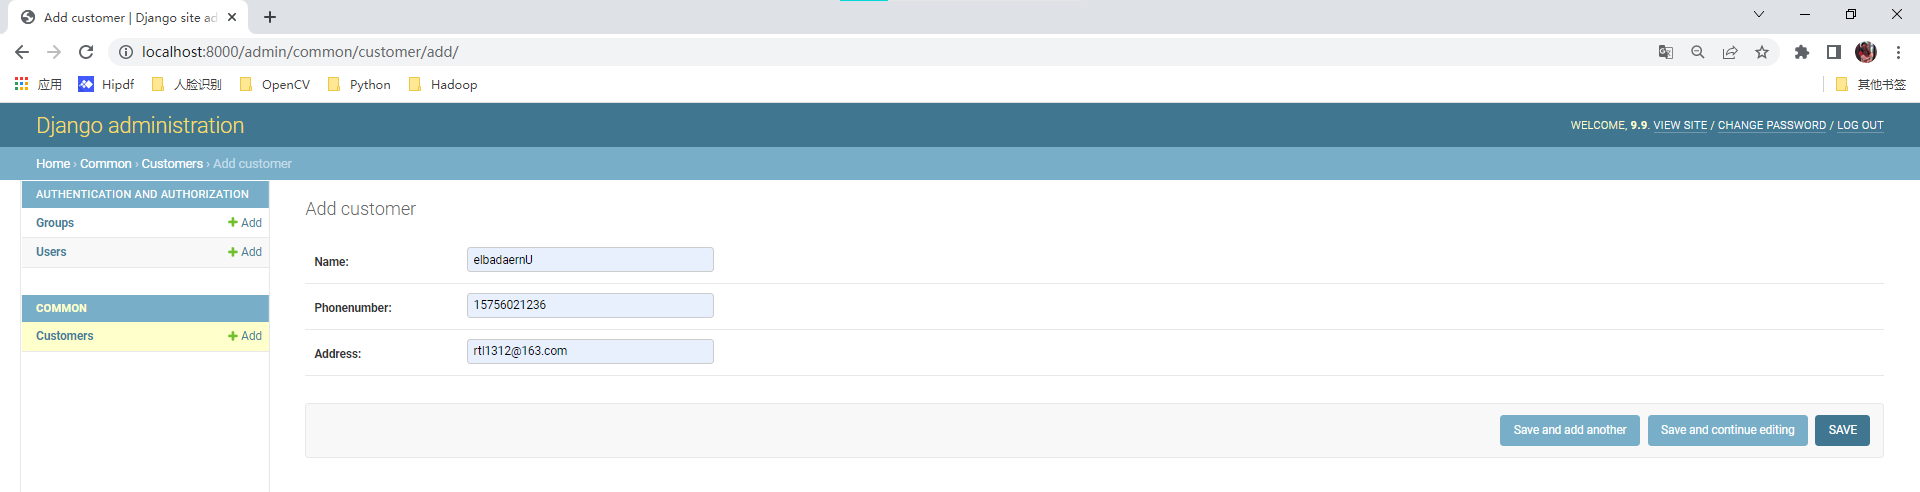 Add customer | Django site ad
localhost:8000/admin/common/customer/add/
应用 Hipdf 人脸识别 OpenCV Python Hadoop 其他书签
Django administration
WELCOME, 9.9. VIEW SITE / CHANGE PASSWORD / LOG OUT
Home › Common › Customers › Add customer
AUTHENTICATION AND AUTHORIZATION
Groups + Add
Users + Add
COMMON
Customers + Add
Add customer
Name: elbadaernU
Phonenumber: 15756021236
Address: rtl1312@163.com
Save and add another Save and continue editing SAVE